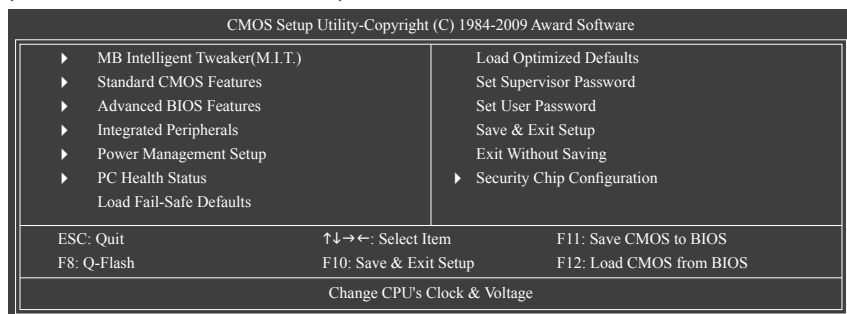 CMOS Setup Utility-Copyright (C) 1984-2009 Award Software
MB Intelligent Tweaker(M.I.T.)
Standard CMOS Features
Advanced BIOS Features
Integrated Peripherals
Power Management Setup
PC Health Status
Load Fail-Safe Defaults
Load Optimized Defaults
Set Supervisor Password
Set User Password
Save & Exit Setup
Exit Without Saving
Security Chip Configuration
ESC: Quit ↑↓→←: Select Item F11: Save CMOS to BIOS
F8: Q-Flash F10: Save & Exit Setup F12: Load CMOS from BIOS
Change CPU's Clock & Voltage